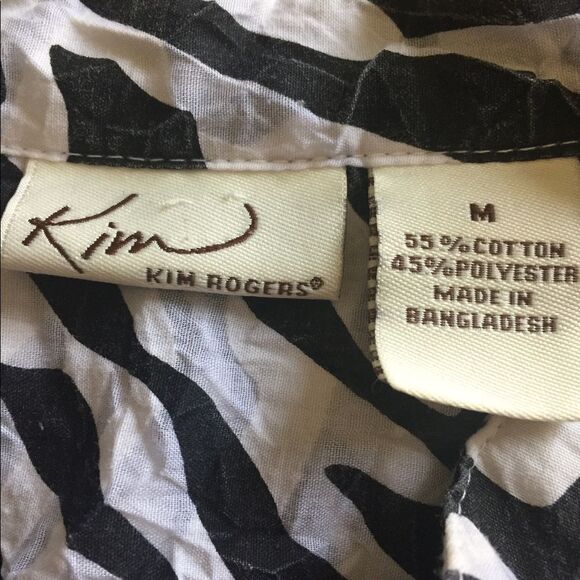 Kim
KIM ROGERS®
M
55%COTTON
45%POLYESTER
MADE IN
BANGLADESH